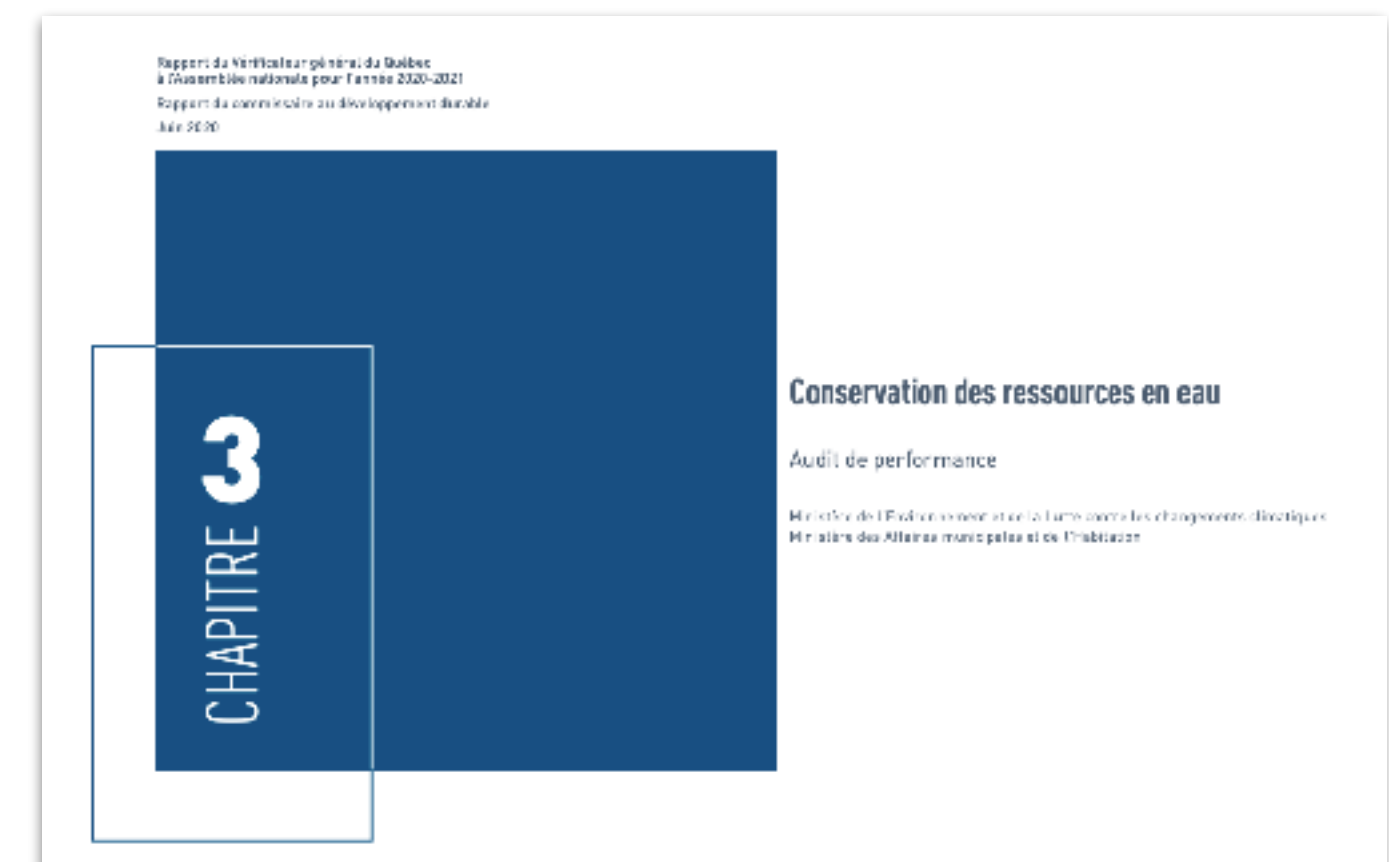 Rapport du Vérificateur général du Québec
à l'Assemblée nationale pour l'année 2020-2021
Rapport du commissaire au développement durable
Juin 2020
CHAPITRE 3
Conservation des ressources en eau
Audit de performance
Ministère de l'Environnement et de la Lutte contre les changements climatiques
Ministère des Affaires municipales et de l'Habitation